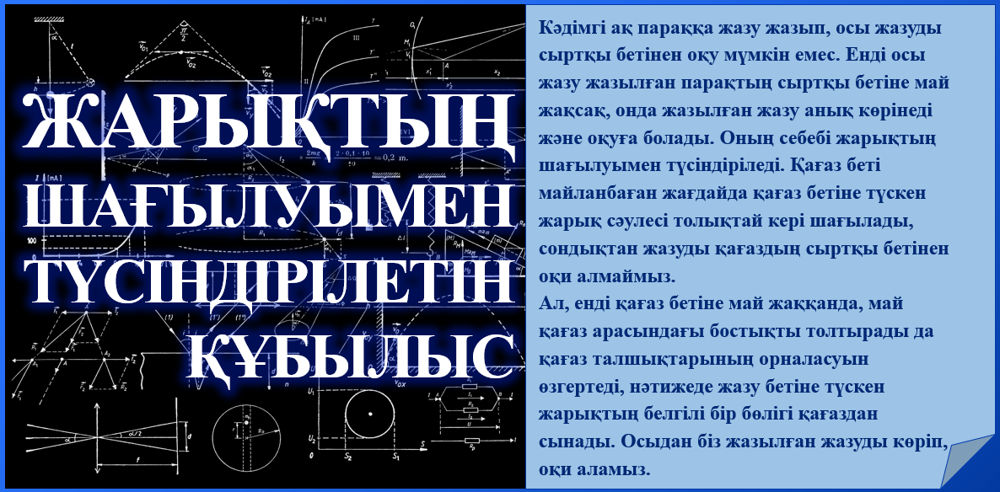 ЖАРЫҚТЫҢ
ШАҒЫЛУЫМЕН
ТҮСІНДІРІЛЕТІН
ҚҰБЫЛЫС
Кәдімгі ақ параққа жазу жазып, осы жазуды
сыртқы бетінен оқу мүмкін емес. Енді осы
жазу жазылған парақтың сыртқы бетіне май
жақсақ, онда жазылған жазу анық көрінеді
және оқуға болады. Оның себебі жарықтың
шағылуымен түсіндіріледі. Қағаз беті
майланбаған жағдайда қағаз бетіне түскен
жарық сәулесі толықтай кері шағылады,
сондықтан жазуды қағаздың сыртқы бетінен
оқи алмаймыз.
Ал, енді қағаз бетіне май жаққанда, май
қағаз арасындағы бостықты толтырады да
қағаз талшықтарының орналасуын
өзгертеді, нәтижеде жазу бетіне түскен
жарықтың белгілі бір бөлігі қағаздан
сынады. Осыдан біз жазылған жазуды көріп,
оқи аламыз.